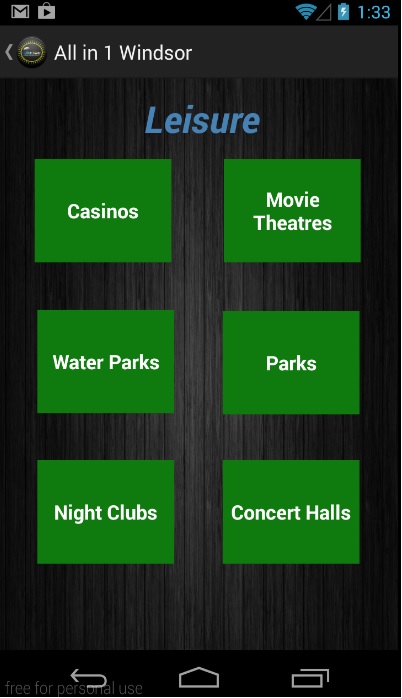 1:33
All in 1 Windsor
Leisure
Casinos
Movie
Theatres
Water Parks
Parks
Night Clubs
Concert Halls
free for personal use